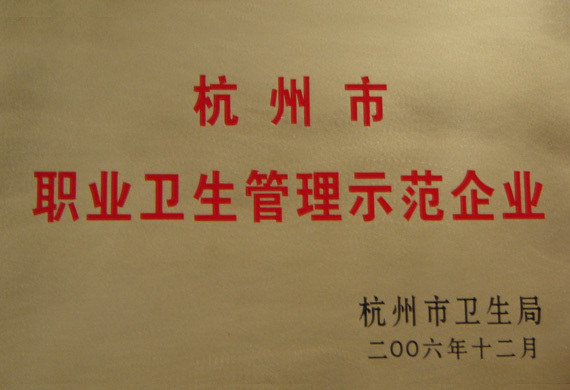 杭州市
职业卫生管理示范企业
杭州市卫生局
二〇〇六年十二月